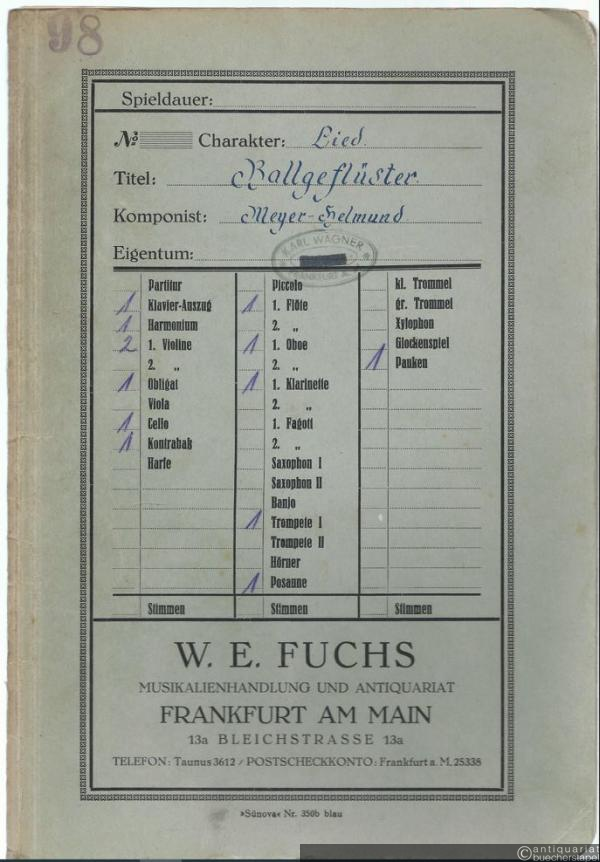 98
Spieldauer:
No Charakter: Lied.
Titel: Ballgeflüster.
Komponist: Meyer-Helmund.
Eigentum:
KARL WAGNER
FRANKFURT A.
Partitur
1 Klavier-Auszug
1 Harmonium
2 1. Violine
2. „
1 Obligat
Viola
1 Cello
1 Kontrabaß
Harfe
Stimmen
Piccolo
1 1. Flöte
2. „
1 1. Oboe
2. „
1 1. Klarinette
2. „
1. Fagott
2. „
Saxophon I
Saxophon II
Banjo
1 Trompete I
Trompete II
Hörner
1 Posaune
Stimmen
kl. Trommel
gr. Trommel
Xylophon
Glockenspiel
1 Pauken
Stimmen
W. E. FUCHS
MUSIKALIENHANDLUNG UND ANTIQUARIAT
FRANKFURT AM MAIN
13a BLEICHSTRASSE 13a
TELEFON: Taunus 3612 / POSTSCHECKKONTO: Frankfurt a. M. 25338
»Sünova« Nr. 350b blau
©antiquariat
buecherstapel